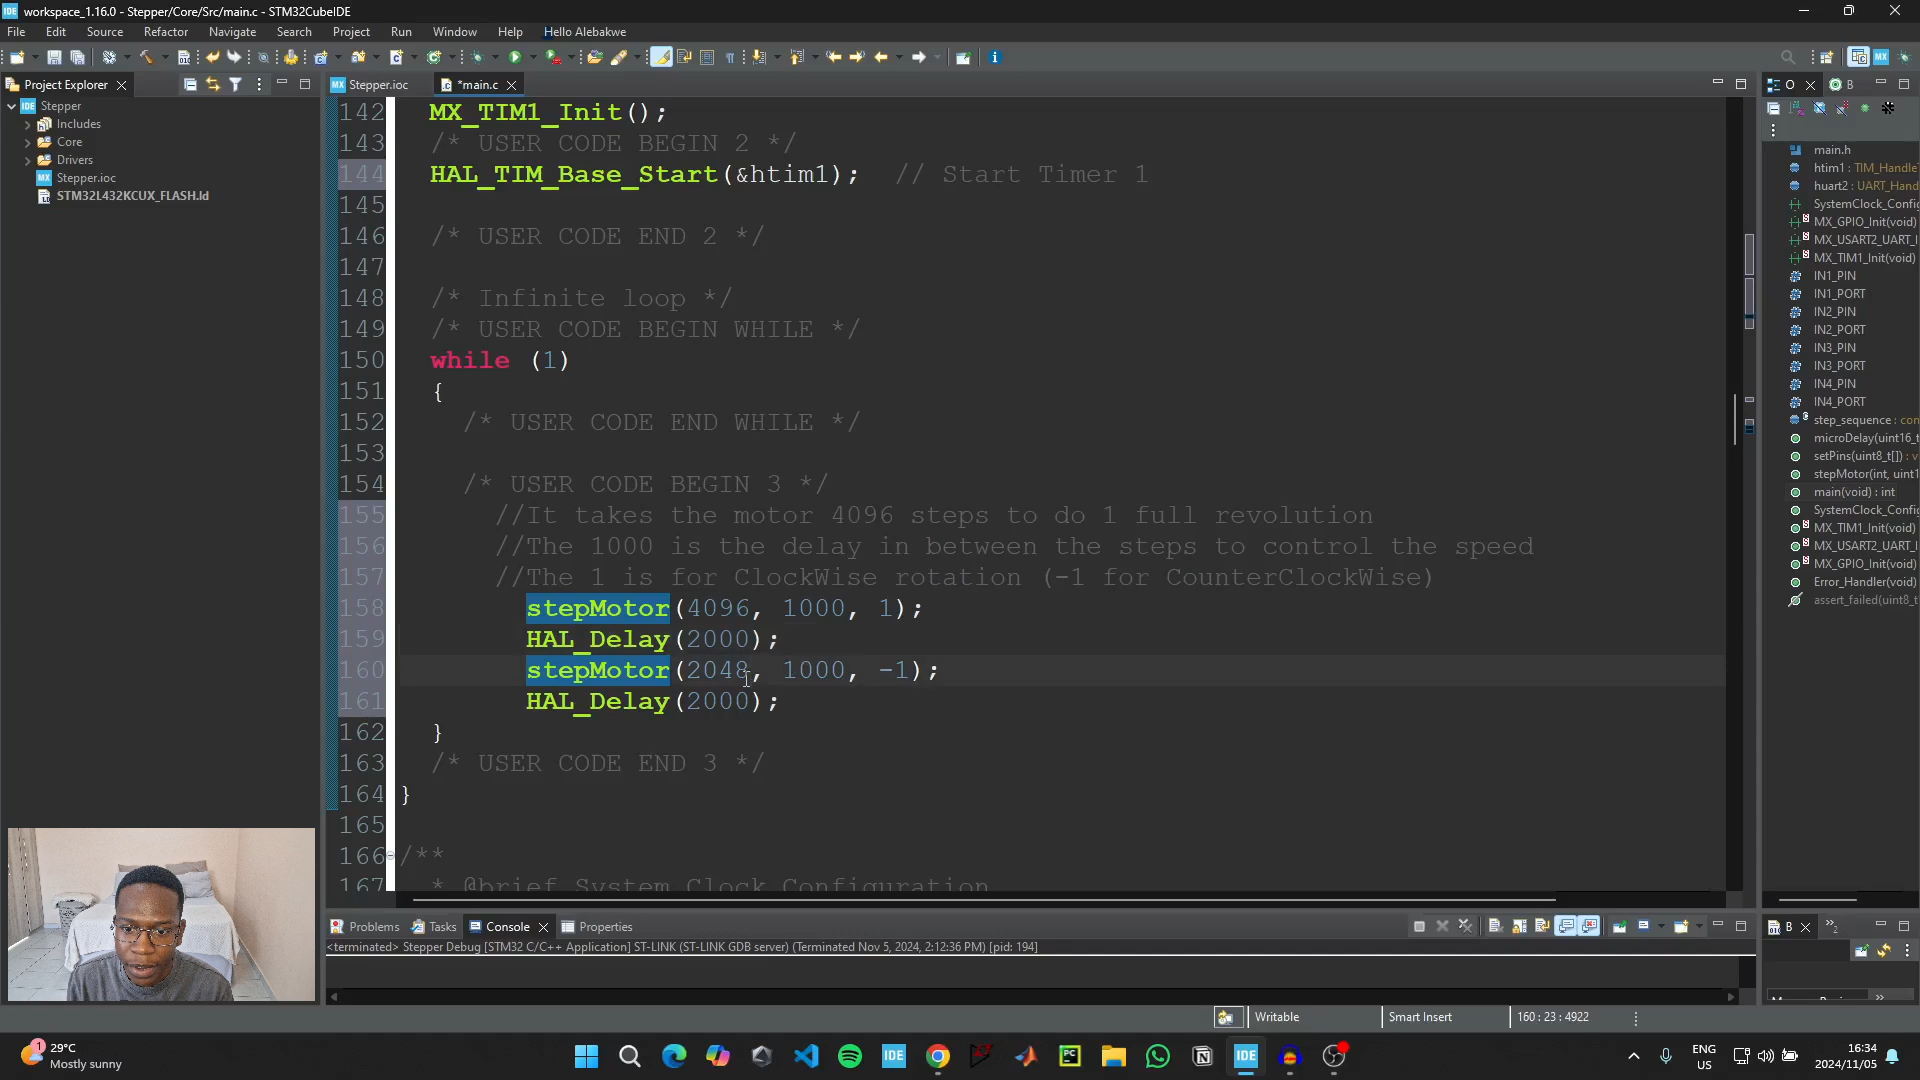 workspace_1.16.0 - Stepper/Core/Src/main.c - STM32CubeIDE
File Edit Source Refactor Navigate Search Project Run Window Help Hello Alebakwe
Project Explorer
Stepper
Includes
Core
Drivers
Stepper.ioc
STM32L432KCUX_FLASH.ld
Stepper.ioc *main.c
142 MX_TIM1_Init();
143 /* USER CODE BEGIN 2 */
144 HAL_TIM_Base_Start(&htim1); // Start Timer 1
145
146 /* USER CODE END 2 */
147
148 /* Infinite loop */
149 /* USER CODE BEGIN WHILE */
150 while (1)
151 {
152 /* USER CODE END WHILE */
153
154 /* USER CODE BEGIN 3 */
155 //It takes the motor 4096 steps to do 1 full revolution
156 //The 1000 is the delay in between the steps to control the speed
157 //The 1 is for ClockWise rotation (-1 for CounterClockWise)
158 stepMotor(4096, 1000, 1);
159 HAL_Delay(2000);
160 stepMotor(2048, 1000, -1);
161 HAL_Delay(2000);
162 }
163 /* USER CODE END 3 */
164 }
165
166 /**
167 * @brief System Clock Configuration
O B
main.h
htim1 : TIM_Handle
huart2 : UART_Hand
SystemClock_Config
MX_GPIO_Init(void)
MX_USART2_UART_I
MX_TIM1_Init(void)
IN1_PIN
IN1_PORT
IN2_PIN
IN2_PORT
IN3_PIN
IN3_PORT
IN4_PIN
IN4_PORT
step_sequence : con
microDelay(uint16_t
setPins(uint8_t[]) : v
stepMotor(int, uint1
main(void) : int
SystemClock_Config
MX_TIM1_Init(void)
MX_USART2_UART_I
MX_GPIO_Init(void)
Error_Handler(void)
assert_failed(uint8_t
Problems Tasks Console Properties
<terminated> Stepper Debug [STM32 C/C++ Application] ST-LINK (ST-LINK GDB server) (Terminated Nov 5, 2024, 2:12:36 PM) [pid: 194]
B
Writable Smart Insert 160 : 23 : 4922
29°C
Mostly sunny
ENG
US
16:34
2024/11/05